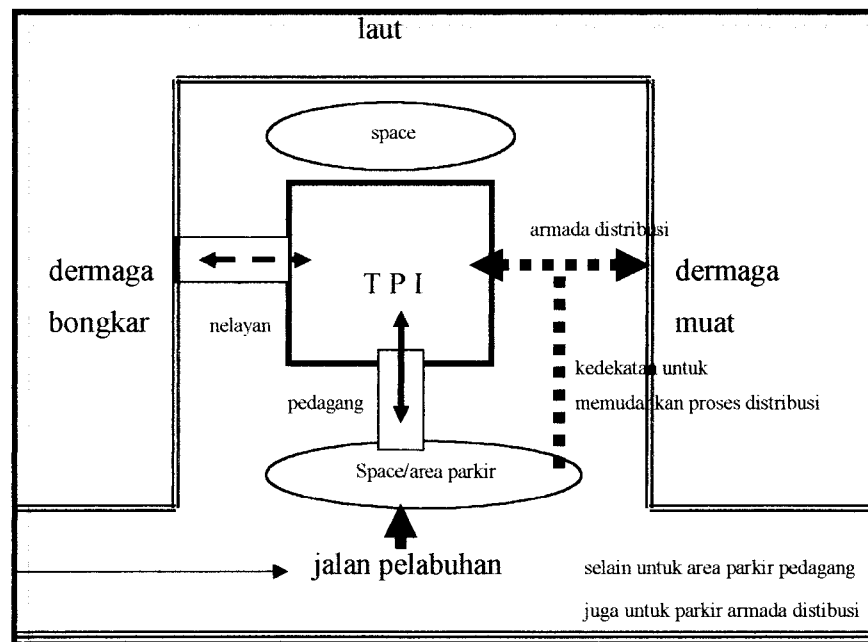 laut
space
armada distribusi
dermaga
bongkar
T P I
dermaga
muat
nelayan
kedekatan untuk
memudahkan proses distribusi
pedagang
Space/area parkir
jalan pelabuhan
selain untuk area parkir pedagang
juga untuk parkir armada distibusi